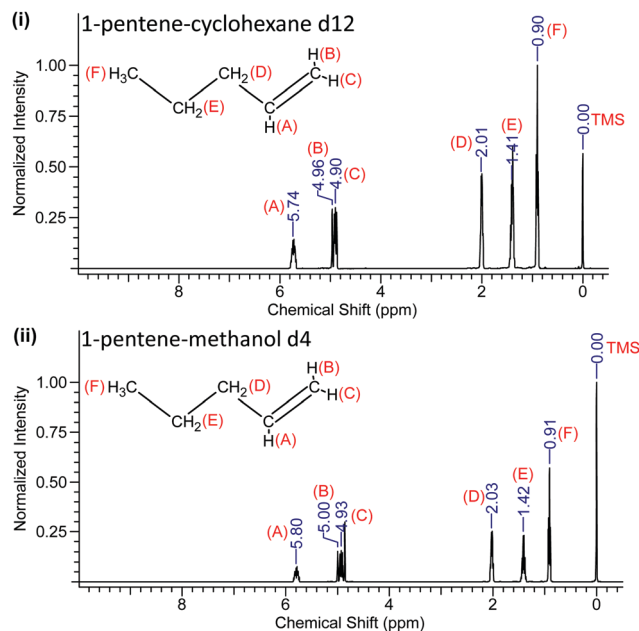 (i)
1-pentene-cyclohexane d12
(F) H₃C
CH₂ (D)
CH₂ (E)
C
H (A)
C
H (B)
H (C)
Normalized Intensity
1.00
0.75
0.50
0.25
(A) 5.74
(B) 4.96
(C) 4.90
(D) 2.01
(E) 1.41
(F) 0.90
TMS 0.00
8 6 4 2 0
Chemical Shift (ppm)
(ii)
1-pentene-methanol d4
(F) H₃C
CH₂ (D)
CH₂ (E)
C
H (A)
C
H (B)
H (C)
Normalized Intensity
1.00
0.75
0.50
0.25
(A) 5.80
(B) 5.00
(C) 4.93
(D) 2.03
(E) 1.42
(F) 0.91
TMS 0.00
8 6 4 2 0
Chemical Shift (ppm)